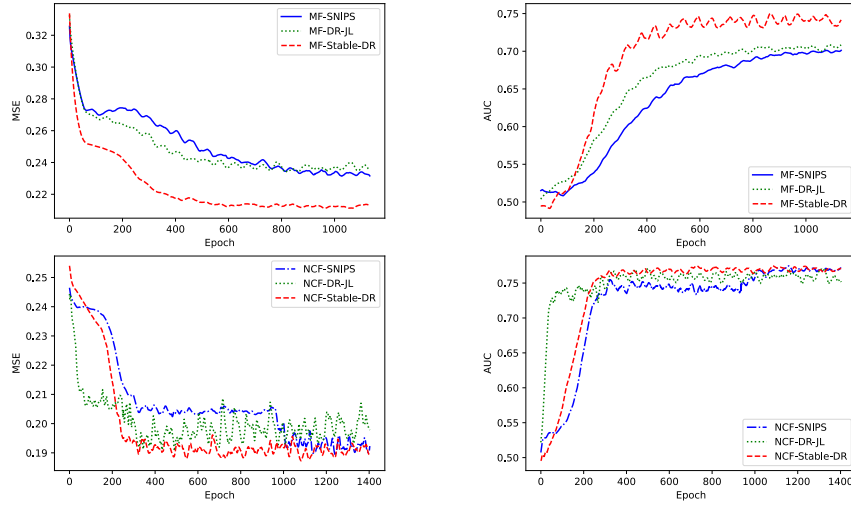 MSE
0.32
0.30
0.28
0.26
0.24
0.22
MF-SNIPS
MF-DR-JL
MF-Stable-DR
0
200
400
600
800
1000
Epoch
AUC
0.70
0.65
0.60
0.55
0.50
MF-SNIPS
MF-DR-JL
MF-Stable-DR
0
200
400
600
800
1000
Epoch
MSE
0.25
0.24
0.23
0.22
0.21
0.20
0.19
NCF-SNIPS
NCF-DR-JL
NCF-Stable-DR
0
200
400
600
800
1000
1200
1400
Epoch
AUC
0.75
0.70
0.65
0.60
0.55
0.50
NCF-SNIPS
NCF-DR-JL
NCF-Stable-DR
0
200
400
600
800
1000
1200
1400
Epoch